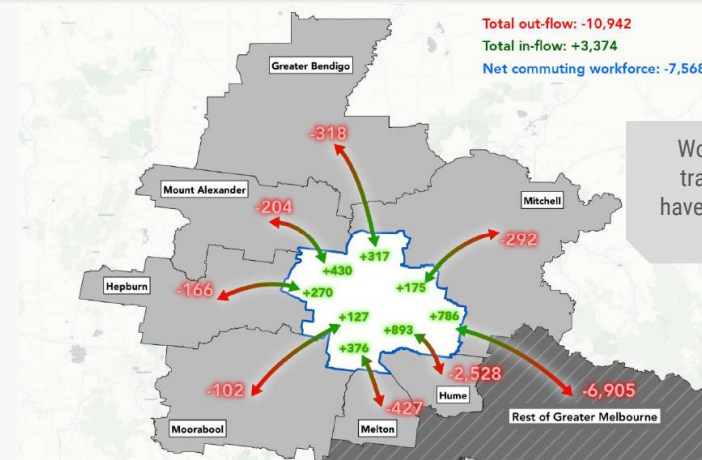 Total out-flow: -10,942
Total in-flow: +3,374
Net commuting workforce: -7,568
Greater Bendigo
-318
Mount Alexander
Mitchell
-204
-292
+317
+430
Hepburn
-166
+270
+175
+127
+786
+893
+376
-2,528
-102
-427
-6,905
Hume
Rest of Greater Melbourne
Moorabool
Melton
have